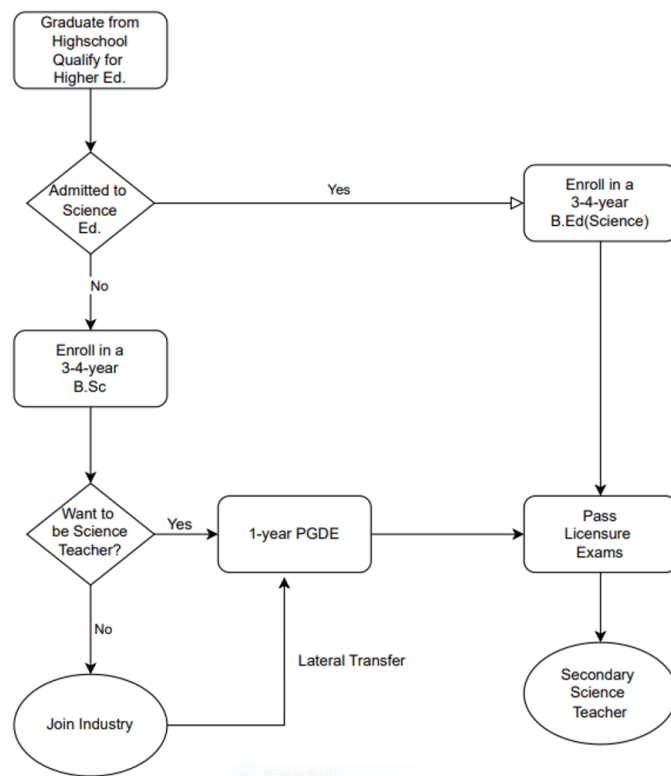 Graduate from
Highschool
Qualify for
Higher Ed.
Admitted to
Science
Ed.
Yes
Enroll in a
3-4-year
B.Ed(Science)
No
Enroll in a
3-4-year
B.Sc
Want to
be Science
Teacher?
Yes
1-year PGDE
Pass
Licensure
Exams
No
Lateral Transfer
Join Industry
Secondary
Science
Teacher